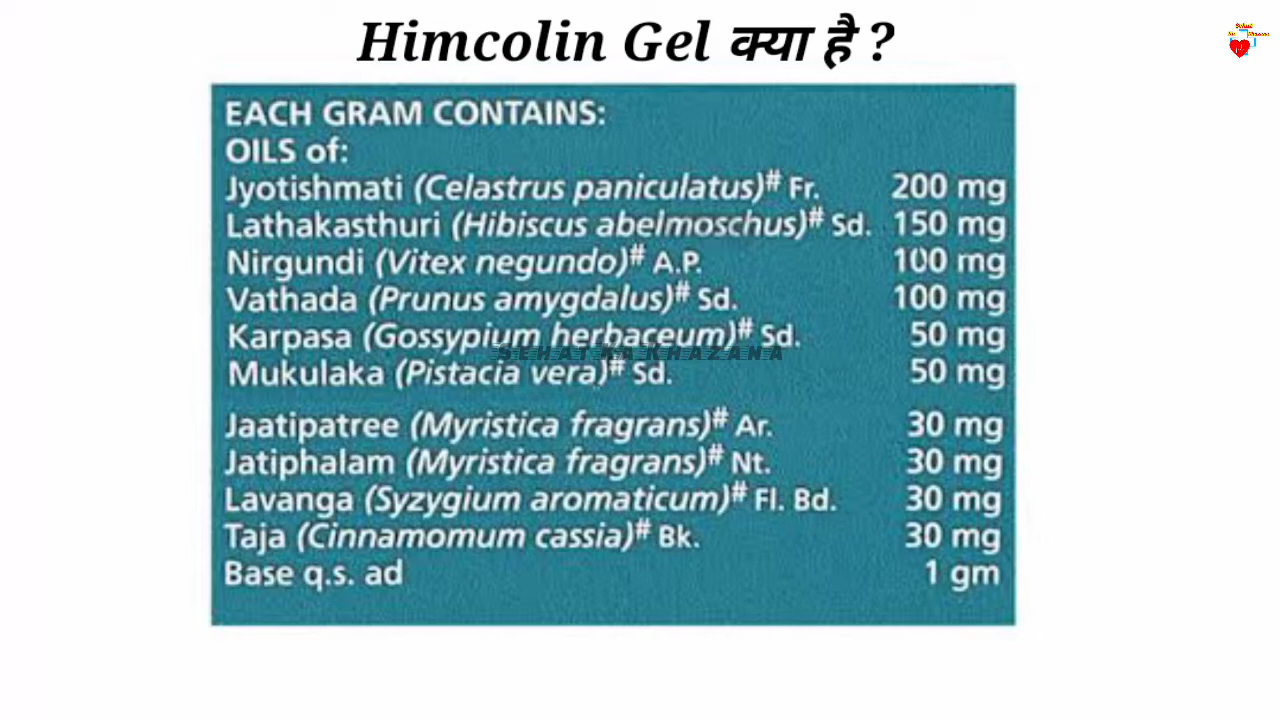 Himcolin Gel क्या है ?
EACH GRAM CONTAINS:
OILS of:
Jyotishmati (Celastrus paniculatus)# Fr. 200 mg
Lathakasthuri (Hibiscus abelmoschus)# Sd. 150 mg
Nirgundi (Vitex negundo)# A.P. 100 mg
Vathada (Prunus amygdalus)# Sd. 100 mg
Karpasa (Gossypium herbaceum)# Sd. 50 mg
SEHAT KA KHAZANA
Mukulaka (Pistacia vera)# Sd. 50 mg
Jaatipatree (Myristica fragrans)# Ar. 30 mg
Jatiphalam (Myristica fragrans)# Nt. 30 mg
Lavanga (Syzygium aromaticum)# Fl. Bd. 30 mg
Taja (Cinnamomum cassia)# Bk. 30 mg
Base q.s. ad 1 gm